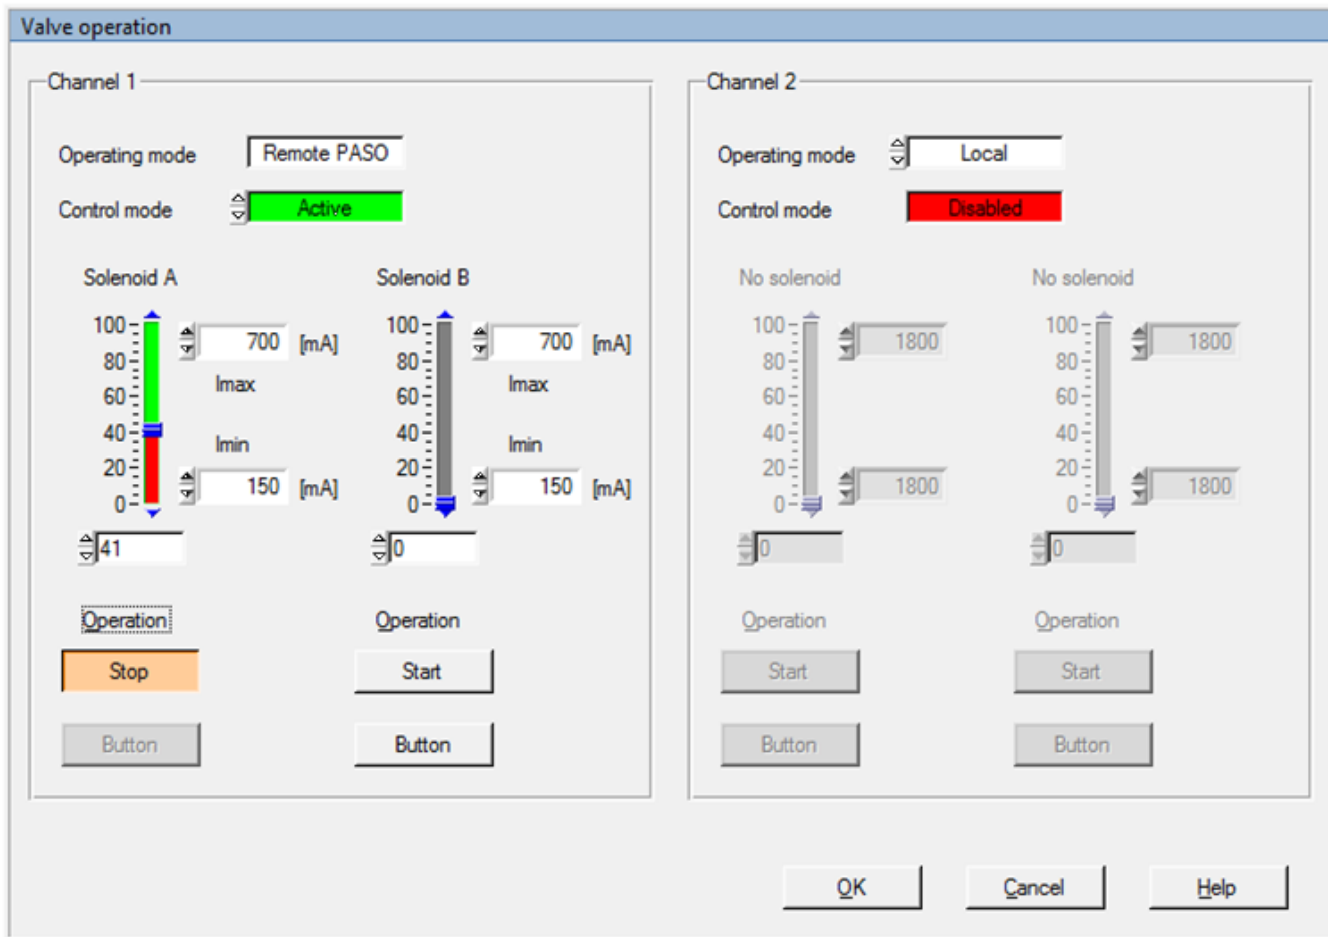 Valve operation
Channel 1
Operating mode
Remote PASO
Control mode
Active
Solenoid A
Solenoid B
100
80
60
40
20
0
700
[mA]
Imax
Imin
150
[mA]
100
80
60
40
20
0
700
[mA]
Imax
Imin
150
[mA]
41
0
Operation
Operation
Stop
Start
Button
Button
Channel 2
Operating mode
Local
Control mode
Disabled
No solenoid
No solenoid
100
80
60
40
20
0
1800
1800
100
80
60
40
20
0
1800
1800
0
0
Operation
Operation
Start
Start
Button
Button
OK
Cancel
Help